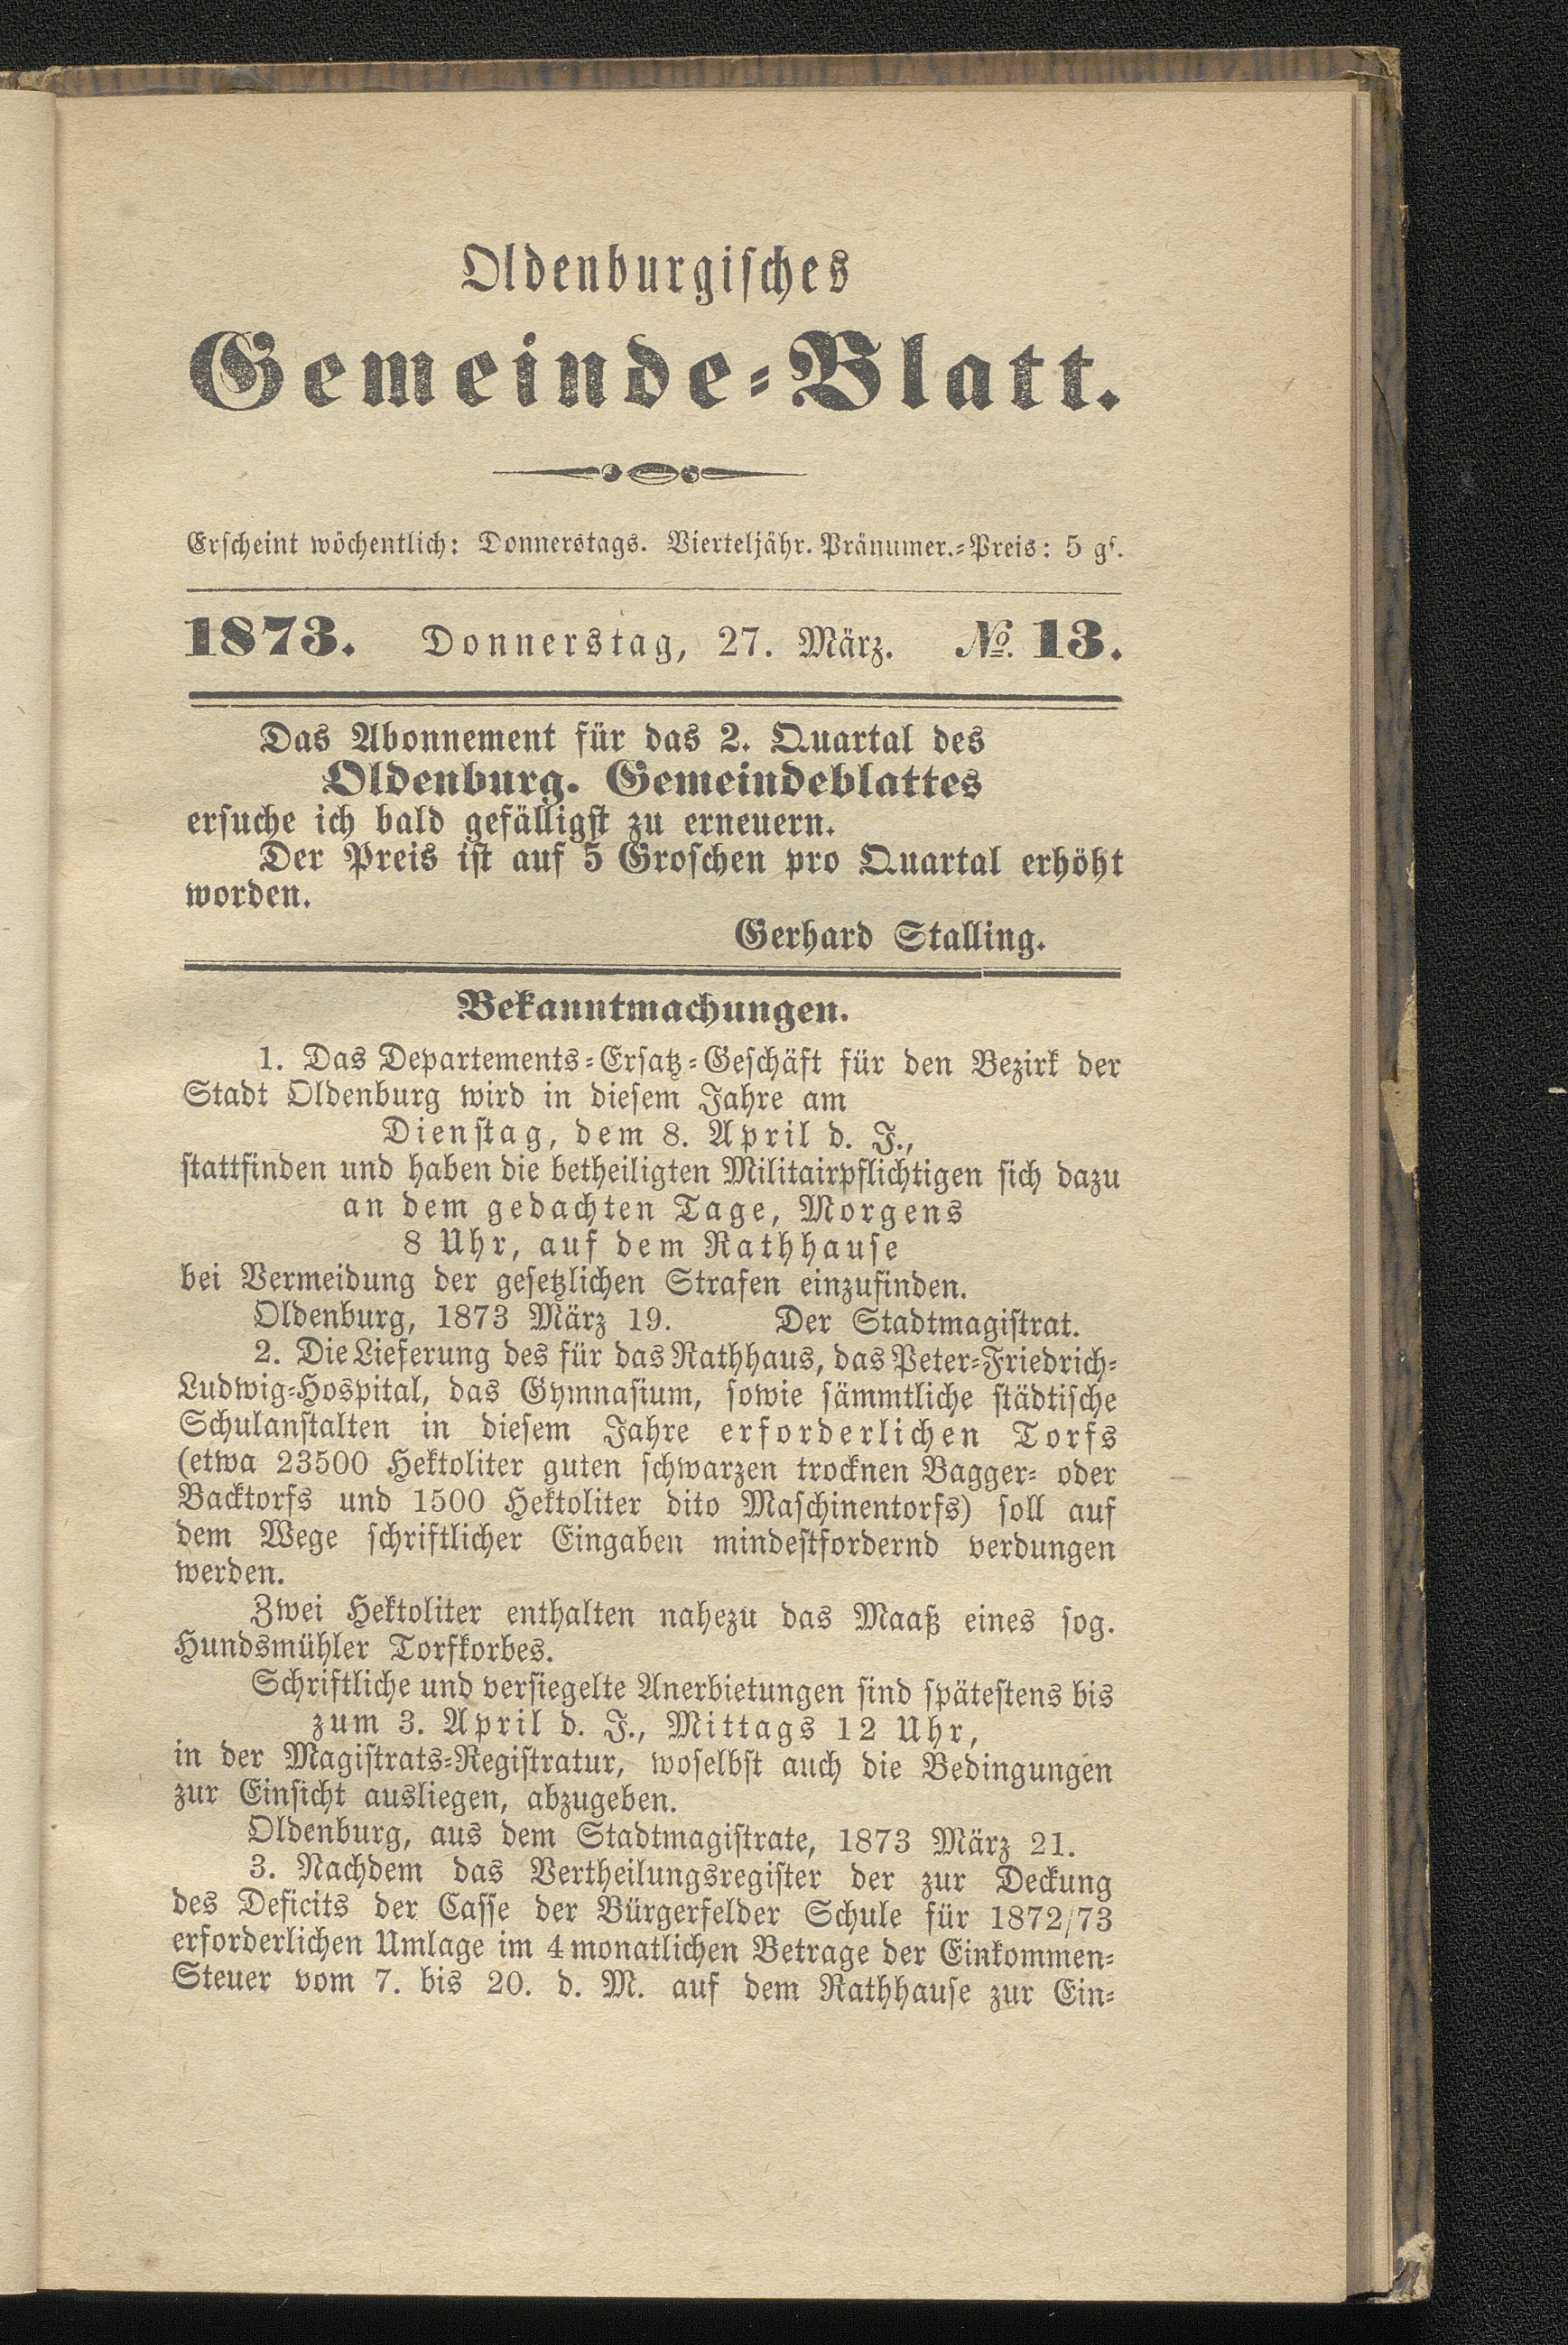 Oldenburgisches
Gemeinde-Blatt.
Erscheint wöchentlich: Donnerstags. Vierteljähr. Pränumer.-Preis: 5 gs.
1873. Donnerstag, 27. März. No. 13.
Das Abonnement für das 2. Quartal des
Oldenburg. Gemeindeblattes
ersuche ich bald gefälligst zu erneuern.
Der Preis ist auf 5 Groschen pro Quartal erhöht
worden.
Gerhard Stalling.
Bekanntmachungen.
1. Das Departements-Ersatz-Geschäft für den Bezirk der
Stadt Oldenburg wird in diesem Jahre am
Dienstag, dem 8. April d. J.,
stattfinden und haben die betheiligten Militairpflichtigen sich dazu
an dem gedachten Tage, Morgens
8 Uhr, auf dem Rathhause
bei Vermeidung der gesetzlichen Strafen einzufinden.
Oldenburg, 1873 März 19. Der Stadtmagistrat.
2. Die Lieferung des für das Rathhaus, das Peter-Friedrich-
Ludwig-Hospital, das Gymnasium, sowie sämmtliche städtische
Schulanstalten in diesem Jahre erforderlichen Torfs
(etwa 23500 Hektoliter guten schwarzen trocknen Bagger- oder
Backtorfs und 1500 Hektoliter dito Maschinentorfs) soll auf
dem Wege schriftlicher Eingaben mindestfordernd verdungen
werden.
Zwei Hektoliter enthalten nahezu das Maaß eines sog.
Hundsmühler Torfkorbes.
Schriftliche und versiegelte Anerbietungen sind spätestens bis
zum 3. April d. J., Mittags 12 Uhr,
in der Magistrats-Registratur, woselbst auch die Bedingungen
zur Einsicht ausliegen, abzugeben.
Oldenburg, aus dem Stadtmagistrate, 1873 März 21.
3. Nachdem das Vertheilungsregister der zur Deckung
des Deficits der Casse der Bürgerfelder Schule für 1872/73
erforderlichen Umlage im 4monatlichen Betrage der Einkommen-
Steuer vom 7. bis 20. d. M. auf dem Rathhause zur Ein-